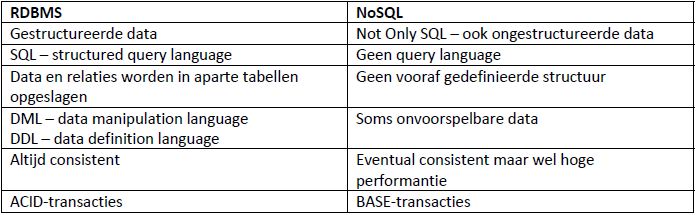 RDBMS NoSQL
Gestructureerde data Not Only SQL – ook ongestructureerde data
SQL – structured query language Geen query language
Data en relaties worden in aparte tabellen Geen vooraf gedefinieerde structuur
opgeslagen
DML – data manipulation language Soms onvoorspelbare data
DDL – data definition language
Altijd consistent Eventual consistent maar wel hoge
performantie
ACID-transacties BASE-transacties